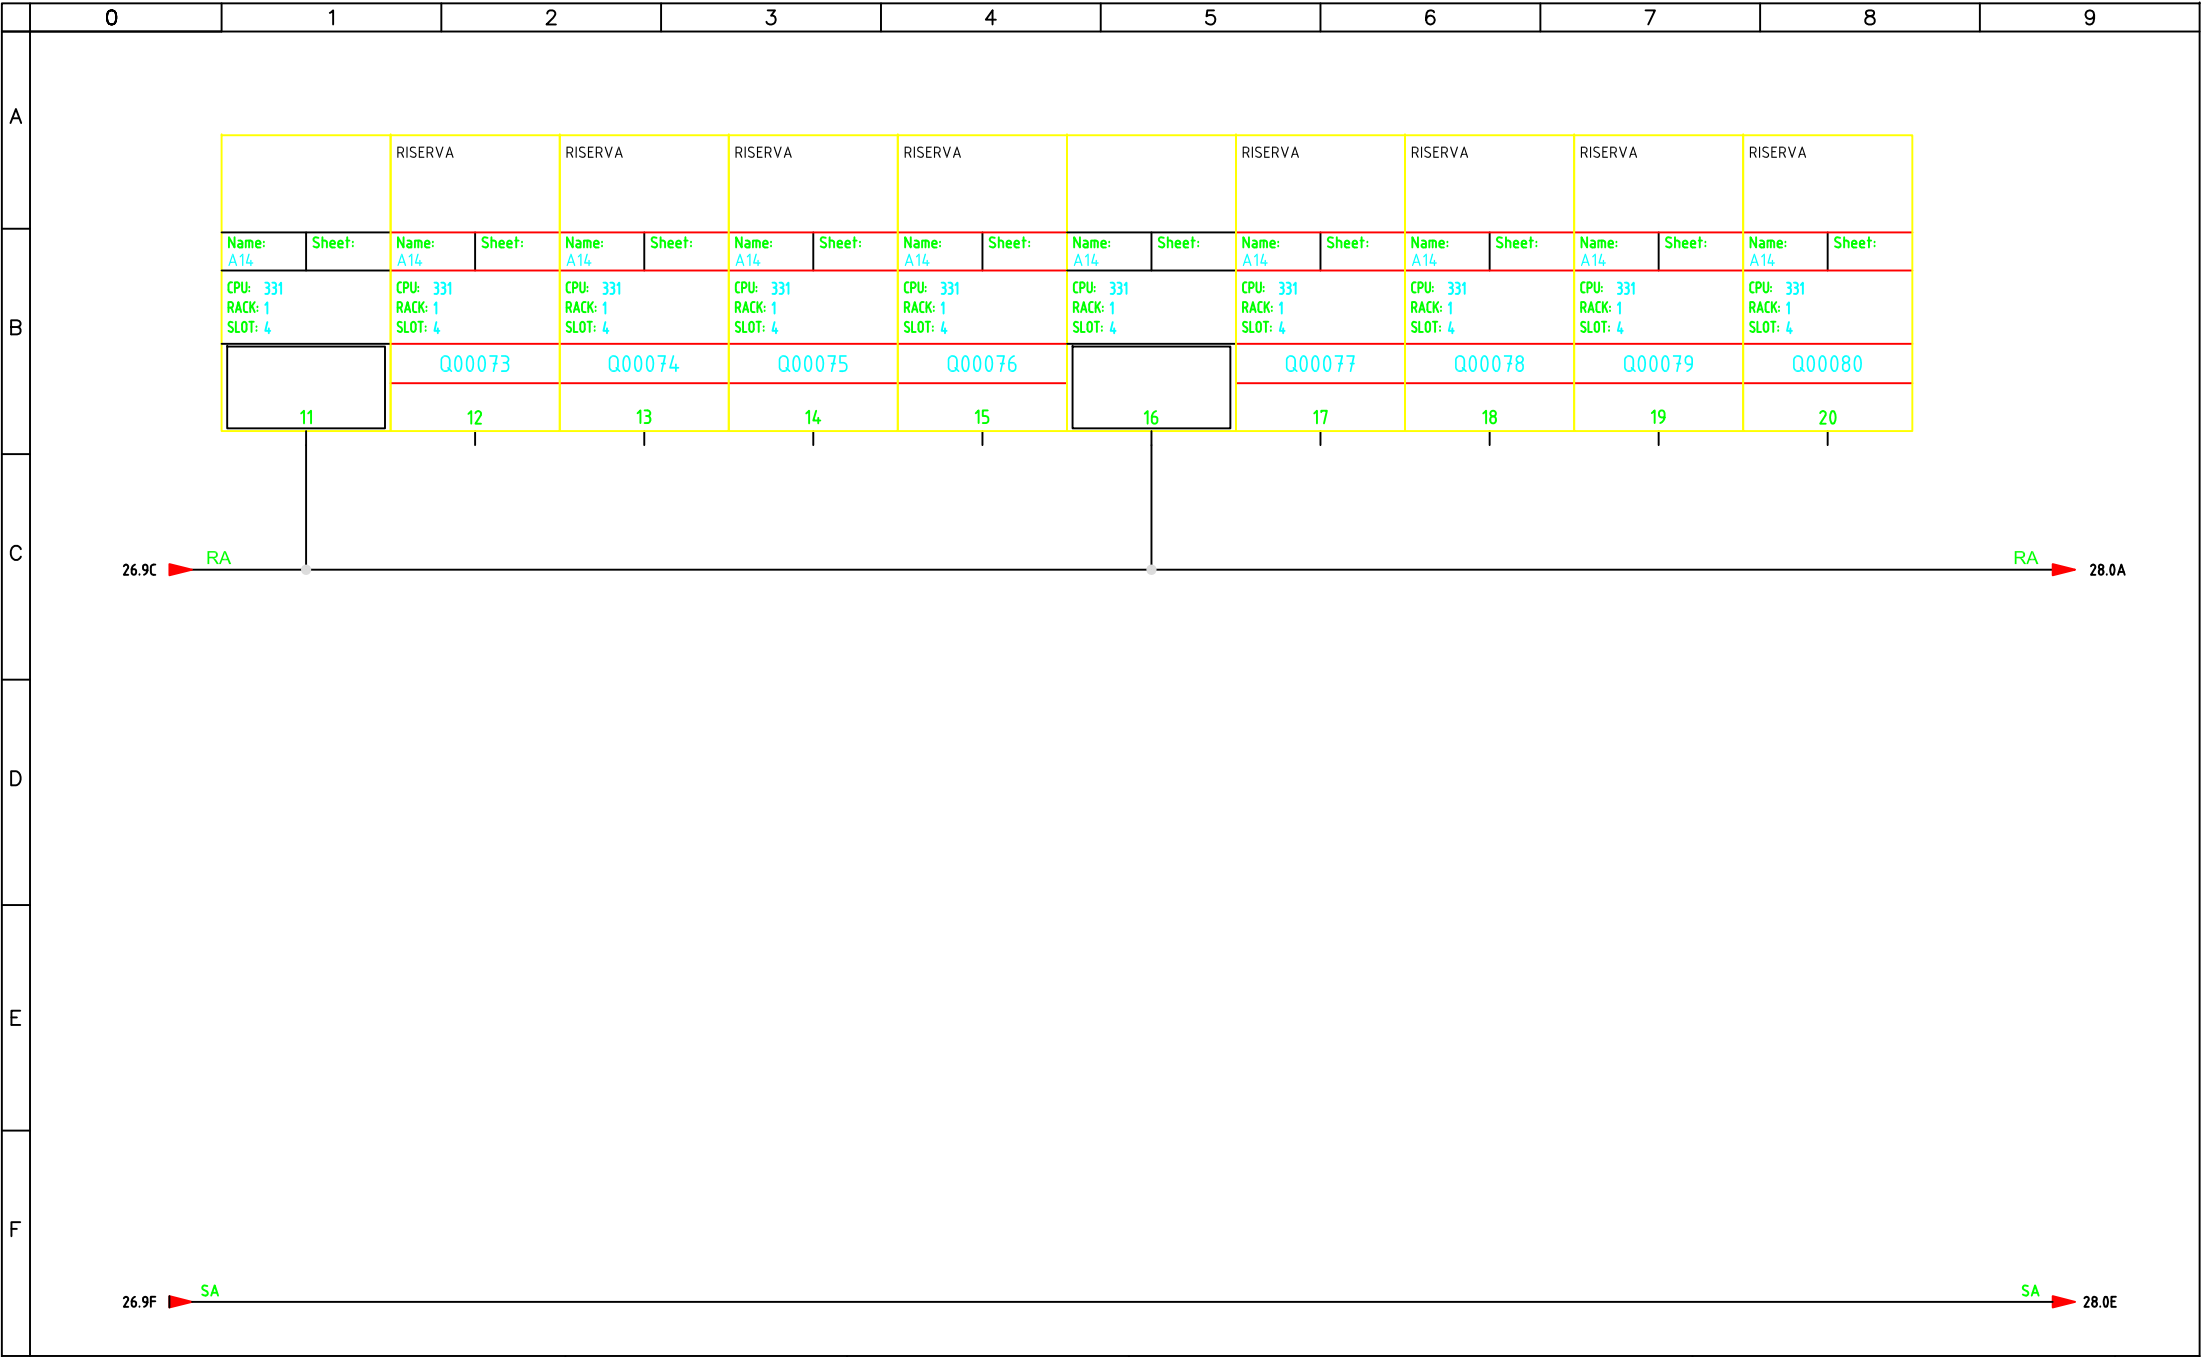 0 1 2 3 4 5 6 7 8 9
A
RISERVA RISERVA RISERVA RISERVA RISERVA RISERVA RISERVA RISERVA
Name: Sheet: Name: Sheet: Name: Sheet: Name: Sheet: Name: Sheet: Name: Sheet: Name: Sheet: Name: Sheet: Name: Sheet: Name: Sheet:
A14 A14 A14 A14 A14 A14 A14 A14 A14 A14
CPU: 331 CPU: 331 CPU: 331 CPU: 331 CPU: 331 CPU: 331 CPU: 331 CPU: 331 CPU: 331 CPU: 331
RACK: 1 RACK: 1 RACK: 1 RACK: 1 RACK: 1 RACK: 1 RACK: 1 RACK: 1 RACK: 1 RACK: 1
B
SLOT: 4 SLOT: 4 SLOT: 4 SLOT: 4 SLOT: 4 SLOT: 4 SLOT: 4 SLOT: 4 SLOT: 4 SLOT: 4
Q00073 Q00074 Q00075 Q00076 Q00077 Q00078 Q00079 Q00080
11 12 13 14 15 16 17 18 19 20
C
RA RA
26.9C 28.0A
D
E
F
SA SA
26.9F 28.0E